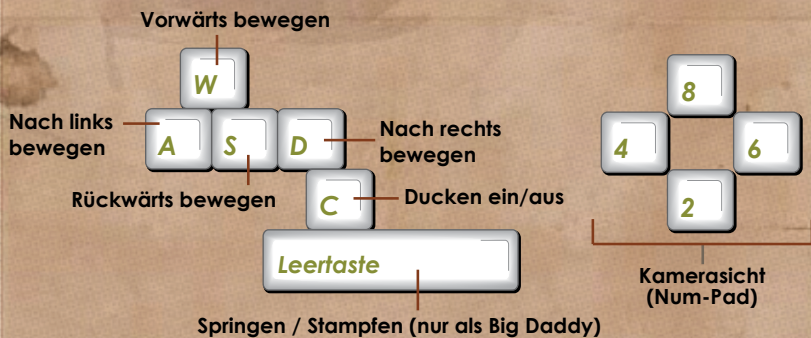 Vorwärts bewegen
W
8
Nach links
bewegen
A
S
D
Nach rechts
bewegen
4
6
Rückwärts bewegen
C
Ducken ein/aus
2
Leertaste
Kamerasicht
(Num-Pad)
Springen / Stampfen (nur als Big Daddy)